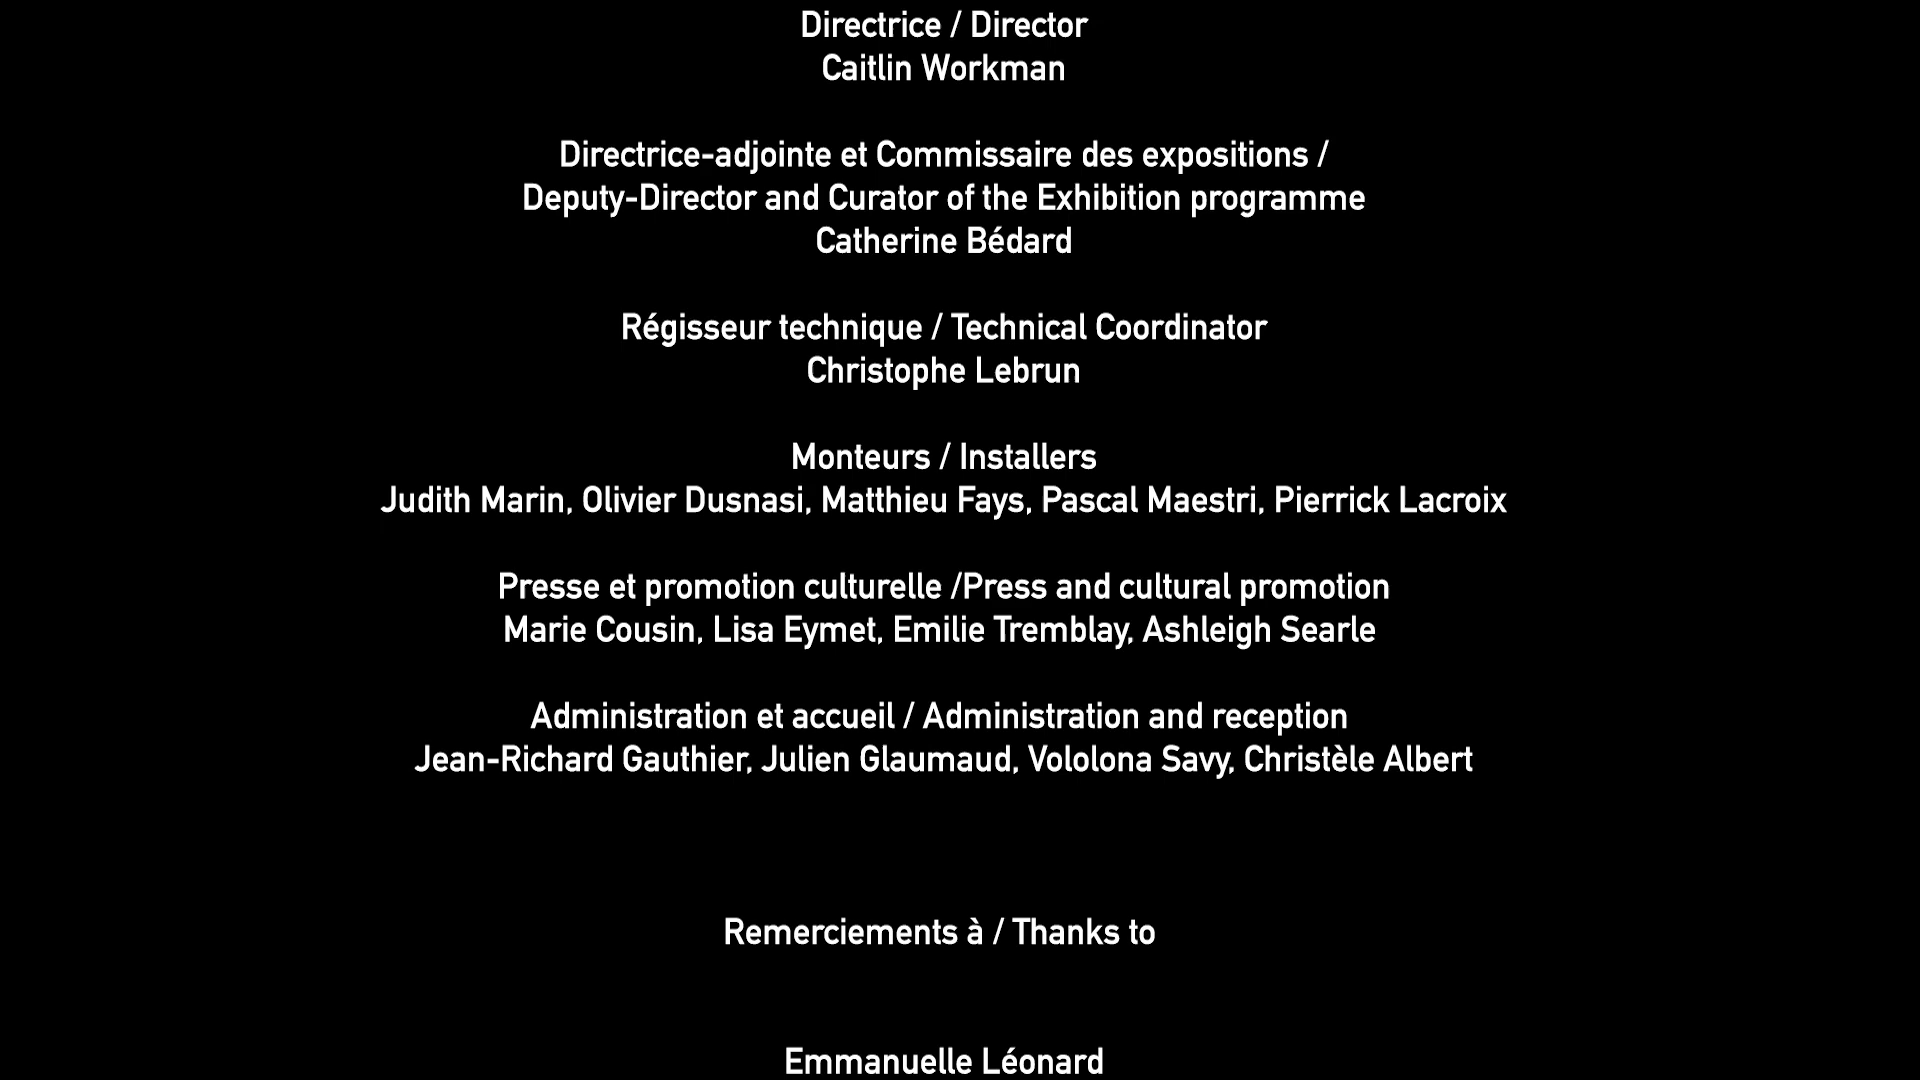 Directrice / Director
Caitlin Workman
Directrice-adjointe et Commissaire des expositions /
Deputy-Director and Curator of the Exhibition programme
Catherine Bédard
Régisseur technique / Technical Coordinator
Christophe Lebrun
Monteurs / Installers
Judith Marin, Olivier Dusnasi, Matthieu Fays, Pascal Maestri, Pierrick Lacroix
Presse et promotion culturelle /Press and cultural promotion
Marie Cousin, Lisa Eymet, Emilie Tremblay, Ashleigh Searle
Administration et accueil / Administration and reception
Jean-Richard Gauthier, Julien Glaumaud, Vololona Savy, Christèle Albert
Remerciements à / Thanks to
Emmanuelle Léonard